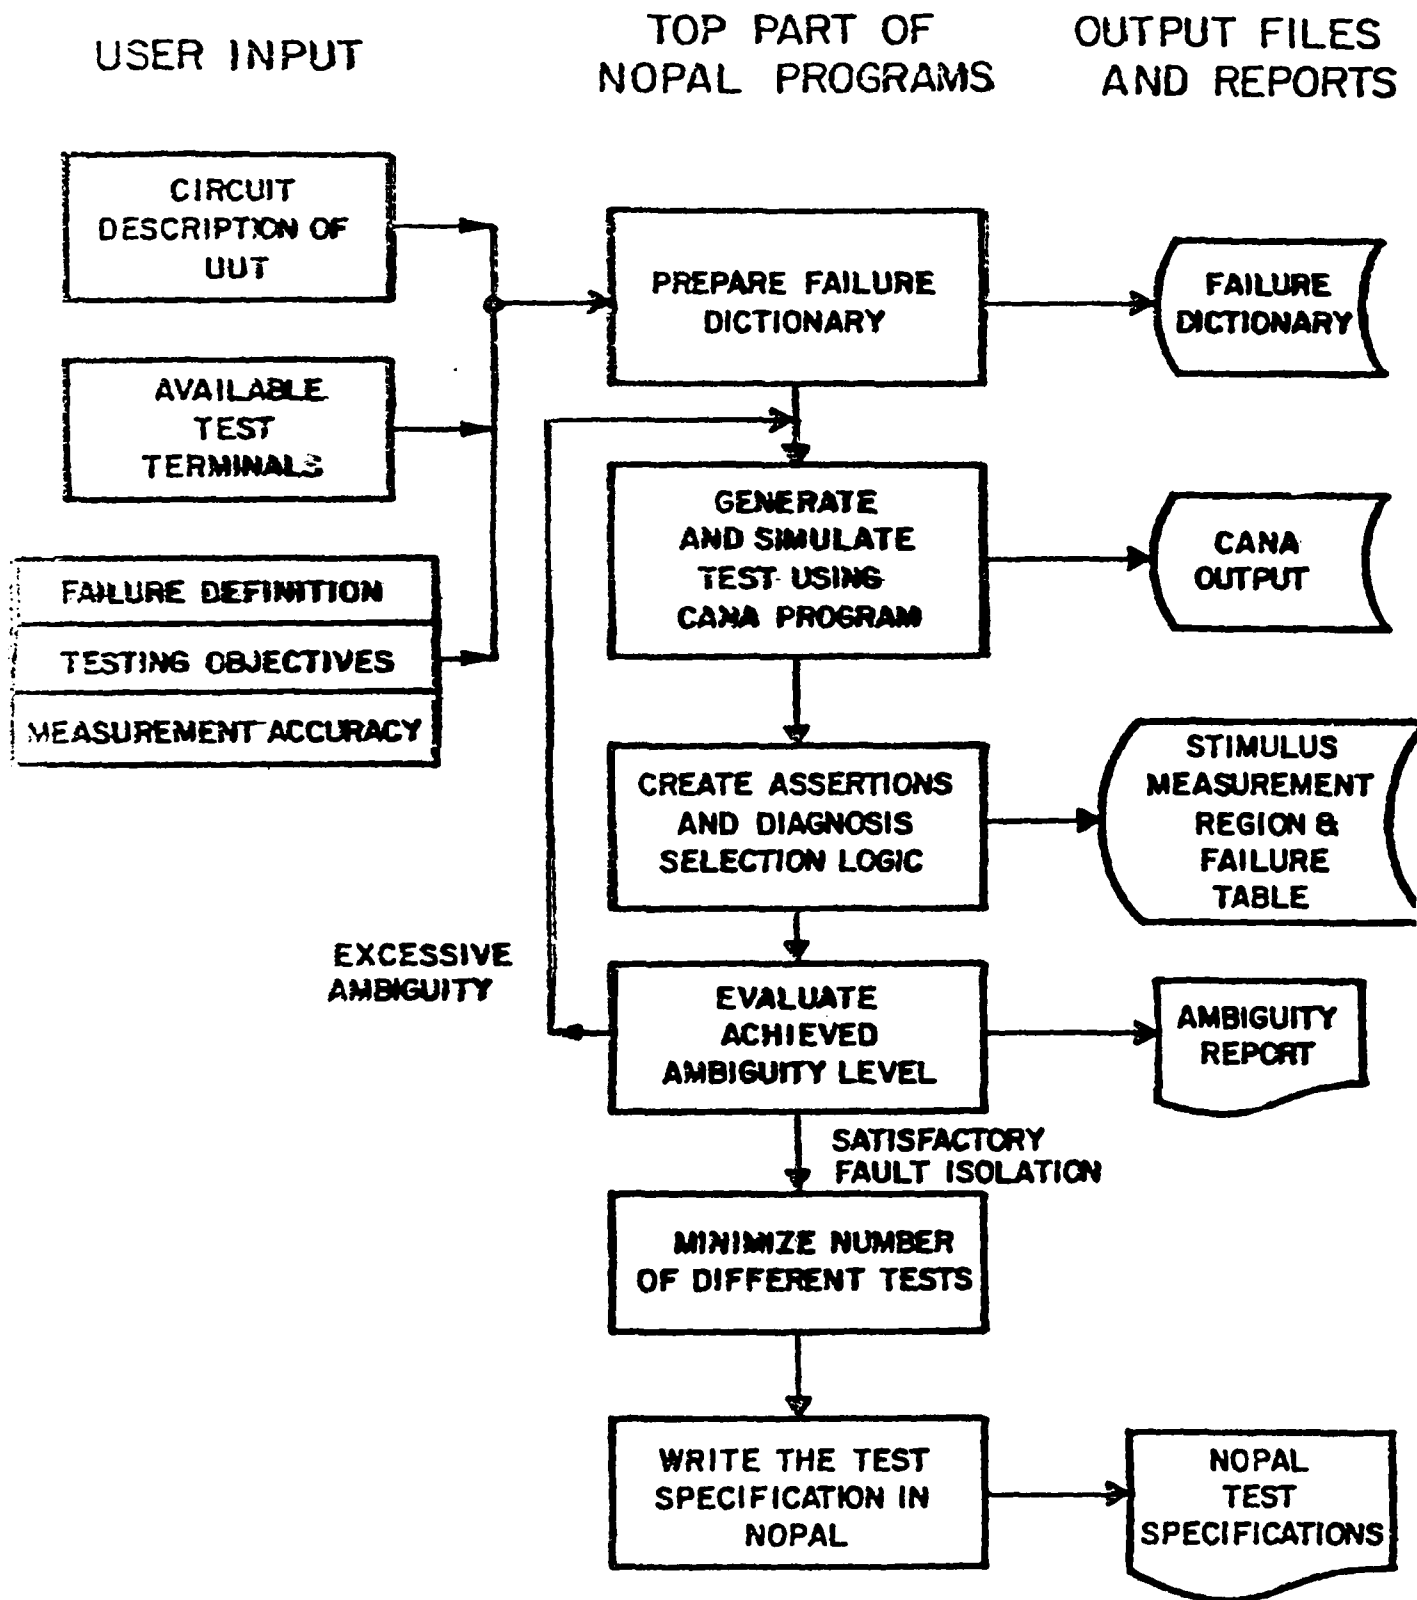 USER INPUT
TOP PART OF
NOPAL PROGRAMS
OUTPUT FILES
AND REPORTS
CIRCUIT
DESCRIPTION OF
UUT
AVAILABLE
TEST
TERMINALS
FAILURE DEFINITION
TESTING OBJECTIVES
MEASUREMENT ACCURACY
PREPARE FAILURE
DICTIONARY
FAILURE
DICTIONARY
GENERATE
AND SIMULATE
TEST USING
CANA PROGRAM
CANA
OUTPUT
CREATE ASSERTIONS
AND DIAGNOSIS
SELECTION LOGIC
STIMULUS
MEASUREMENT
REGION &
FAILURE
TABLE
EXCESSIVE
AMBIGUITY
EVALUATE
ACHIEVED
AMBIGUITY LEVEL
AMBIGUITY
REPORT
SATISFACTORY
FAULT ISOLATION
MINIMIZE NUMBER
OF DIFFERENT TESTS
WRITE THE TEST
SPECIFICATION IN
NOPAL
NOPAL
TEST
SPECIFICATIONS